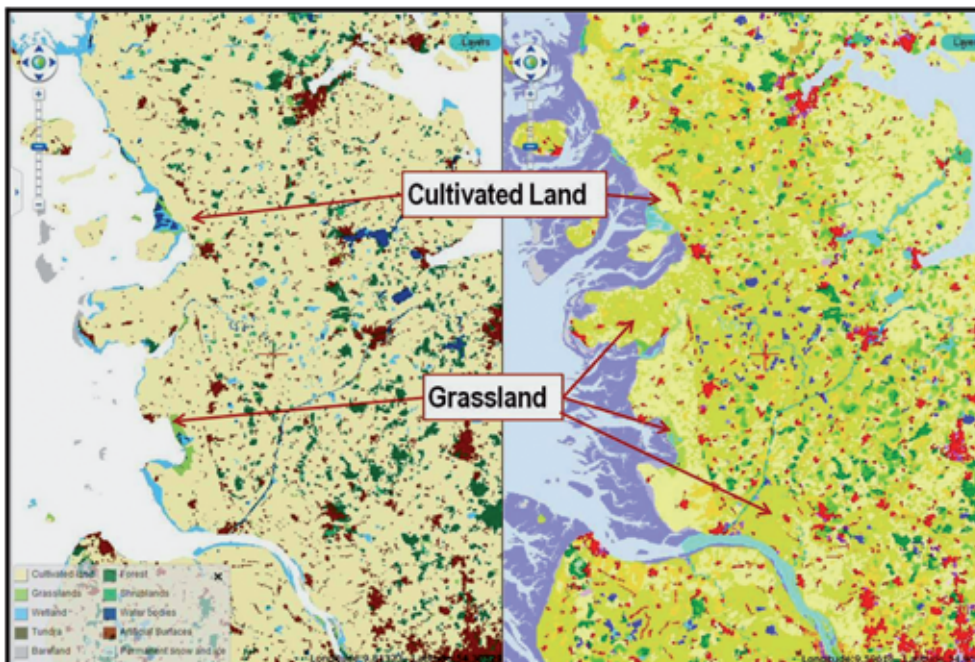 Layers
Layers
Cultivated Land
Grassland
Cultivated land
Forest
Grasslands
Shrublands
Wetland
Water bodies
Tundra
Artificial Surfaces
Bareland
Permanent snow and ice